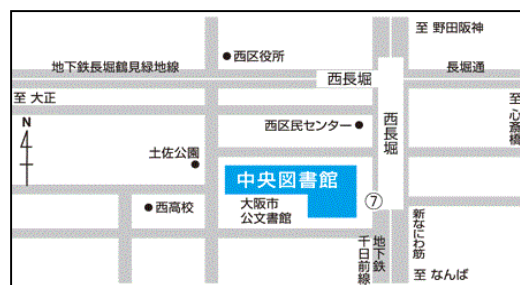 至 野田阪神
西区役所
地下鉄長堀鶴見緑地線
西長堀
長堀通
至 大正
至 心斎橋
N
西区民センター
西長堀
土佐公園
中央図書館
西高校
大阪市
公文書館
⑦
新なにわ筋
地下鉄
千日前線
至 なんば